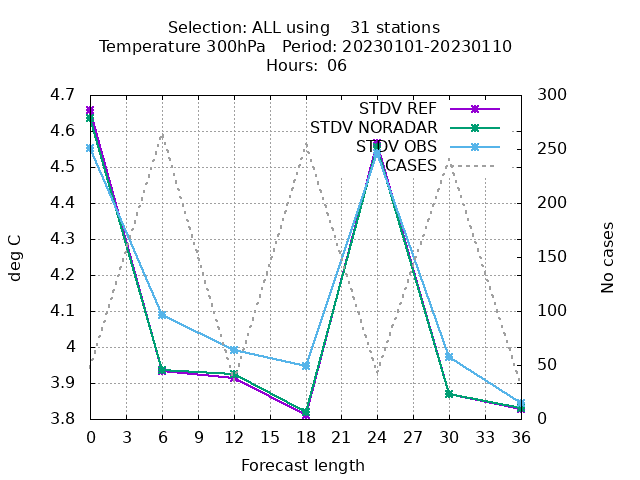 Selection: ALL using    31 stations
Temperature 300hPa   Period: 20230101-20230110
Hours:  06
4.7
4.6
4.5
4.4
4.3
4.2
4.1
4
3.9
3.8
300
250
200
150
100
50
0
STDV REF
STDV NORADAR
STDV OBS
CASES
deg C
No cases
0 3 6 9 12 15 18 21 24 27 30 33 36
Forecast length